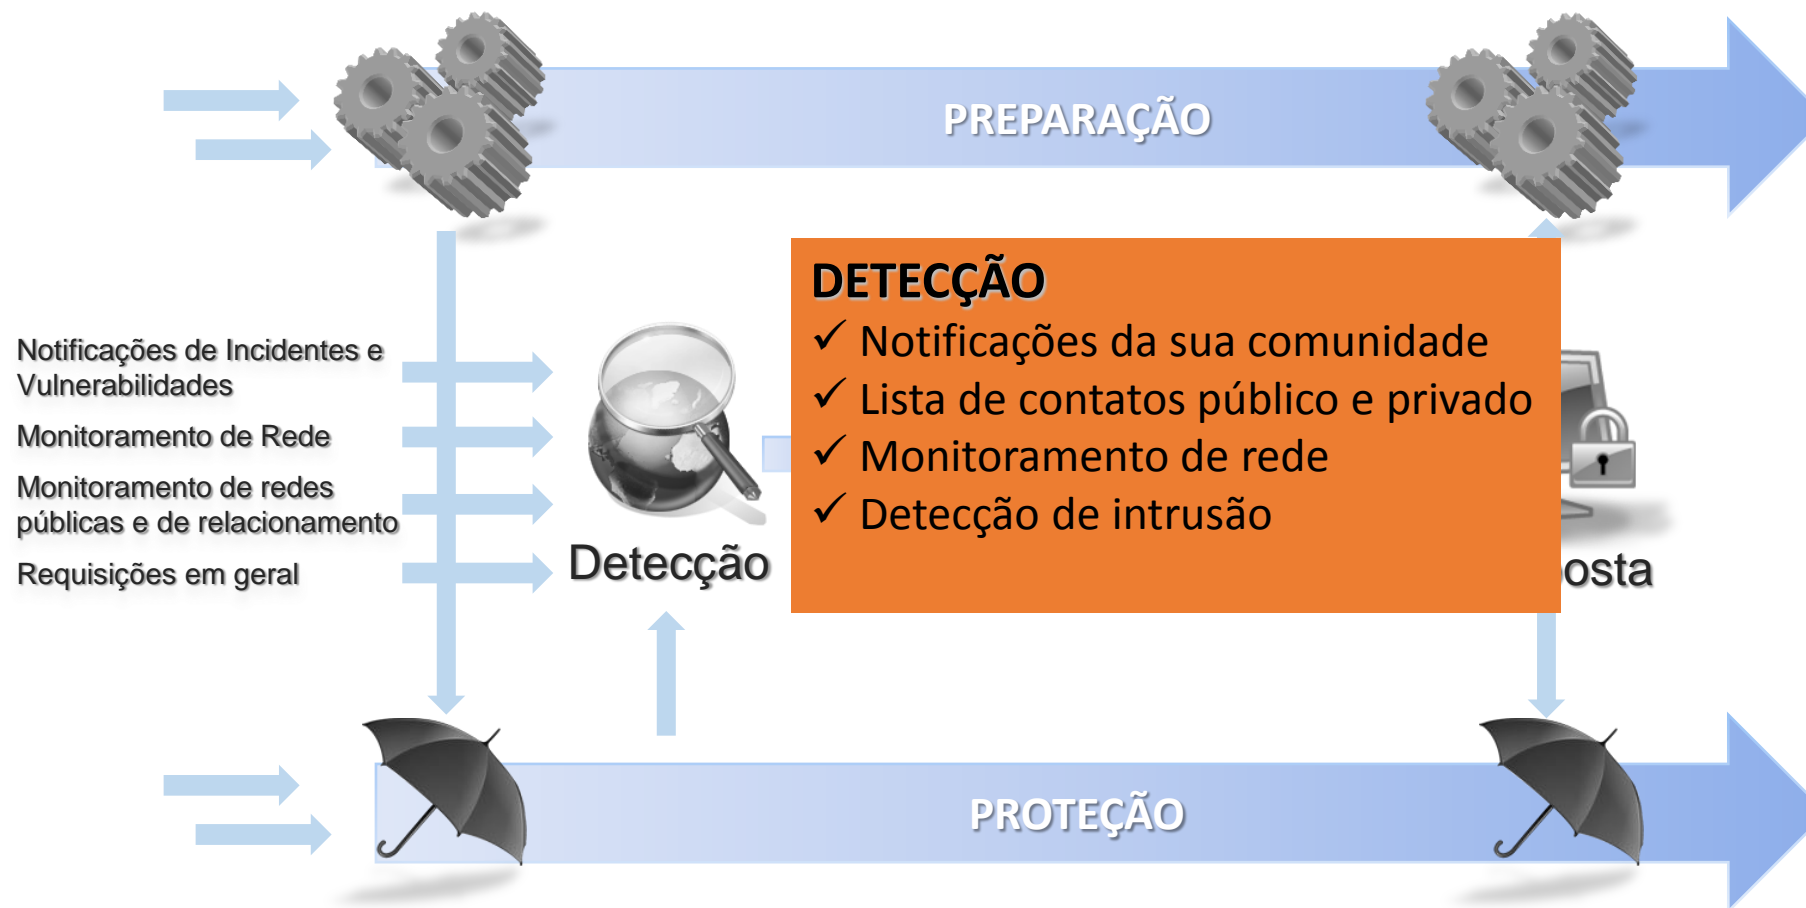 PREPARAÇÃO
DETECÇÃO
✓ Notificações da sua comunidade
✓ Lista de contatos público e privado
✓ Monitoramento de rede
✓ Detecção de intrusão
Notificações de Incidentes e
Vulnerabilidades
Monitoramento de Rede
Monitoramento de redes
públicas e de relacionamento
Requisições em geral
Detecção
PROTEÇÃO